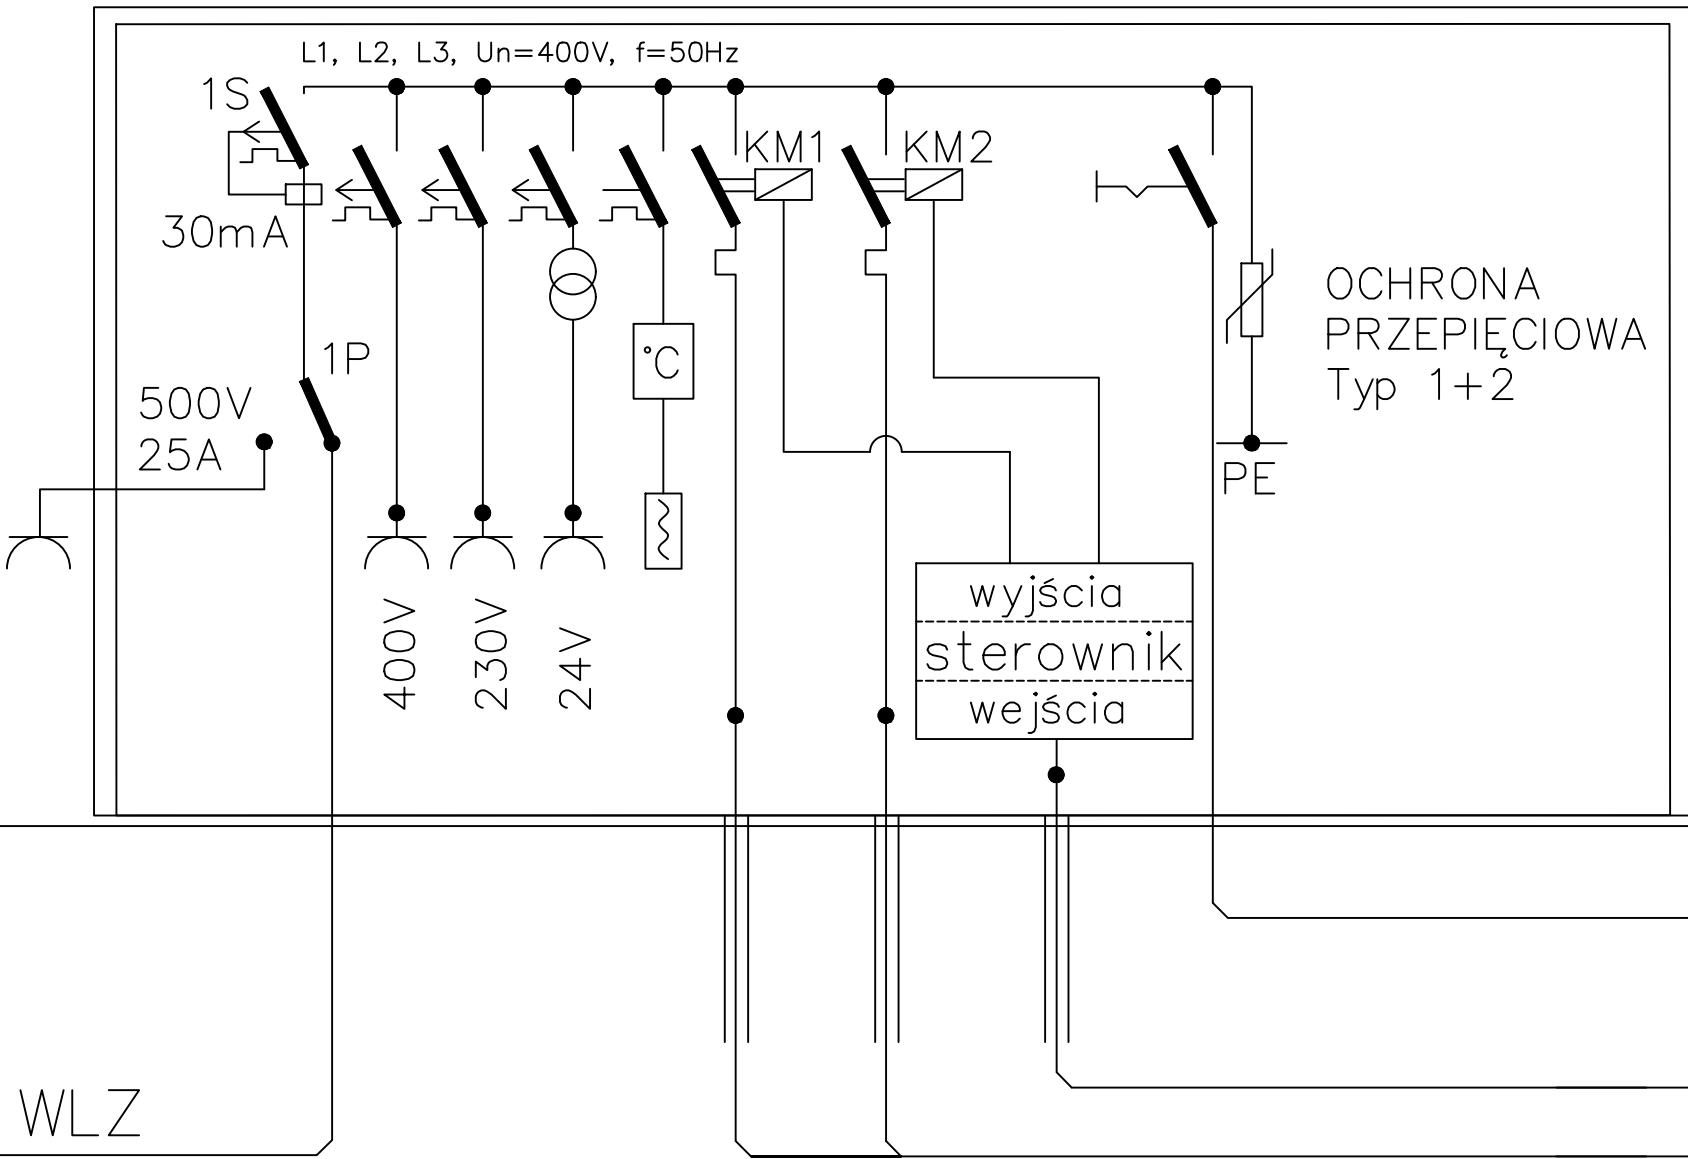 L1, L2, L3, Un=400V, f=50Hz
1S
KM1
KM2
30mA
OCHRONA
PRZEPIĘCIOWA
Typ 1+2
1P
°C
500V
25A
PE
400V
230V
24V
wyjścia
sterownik
wejścia
WLZ